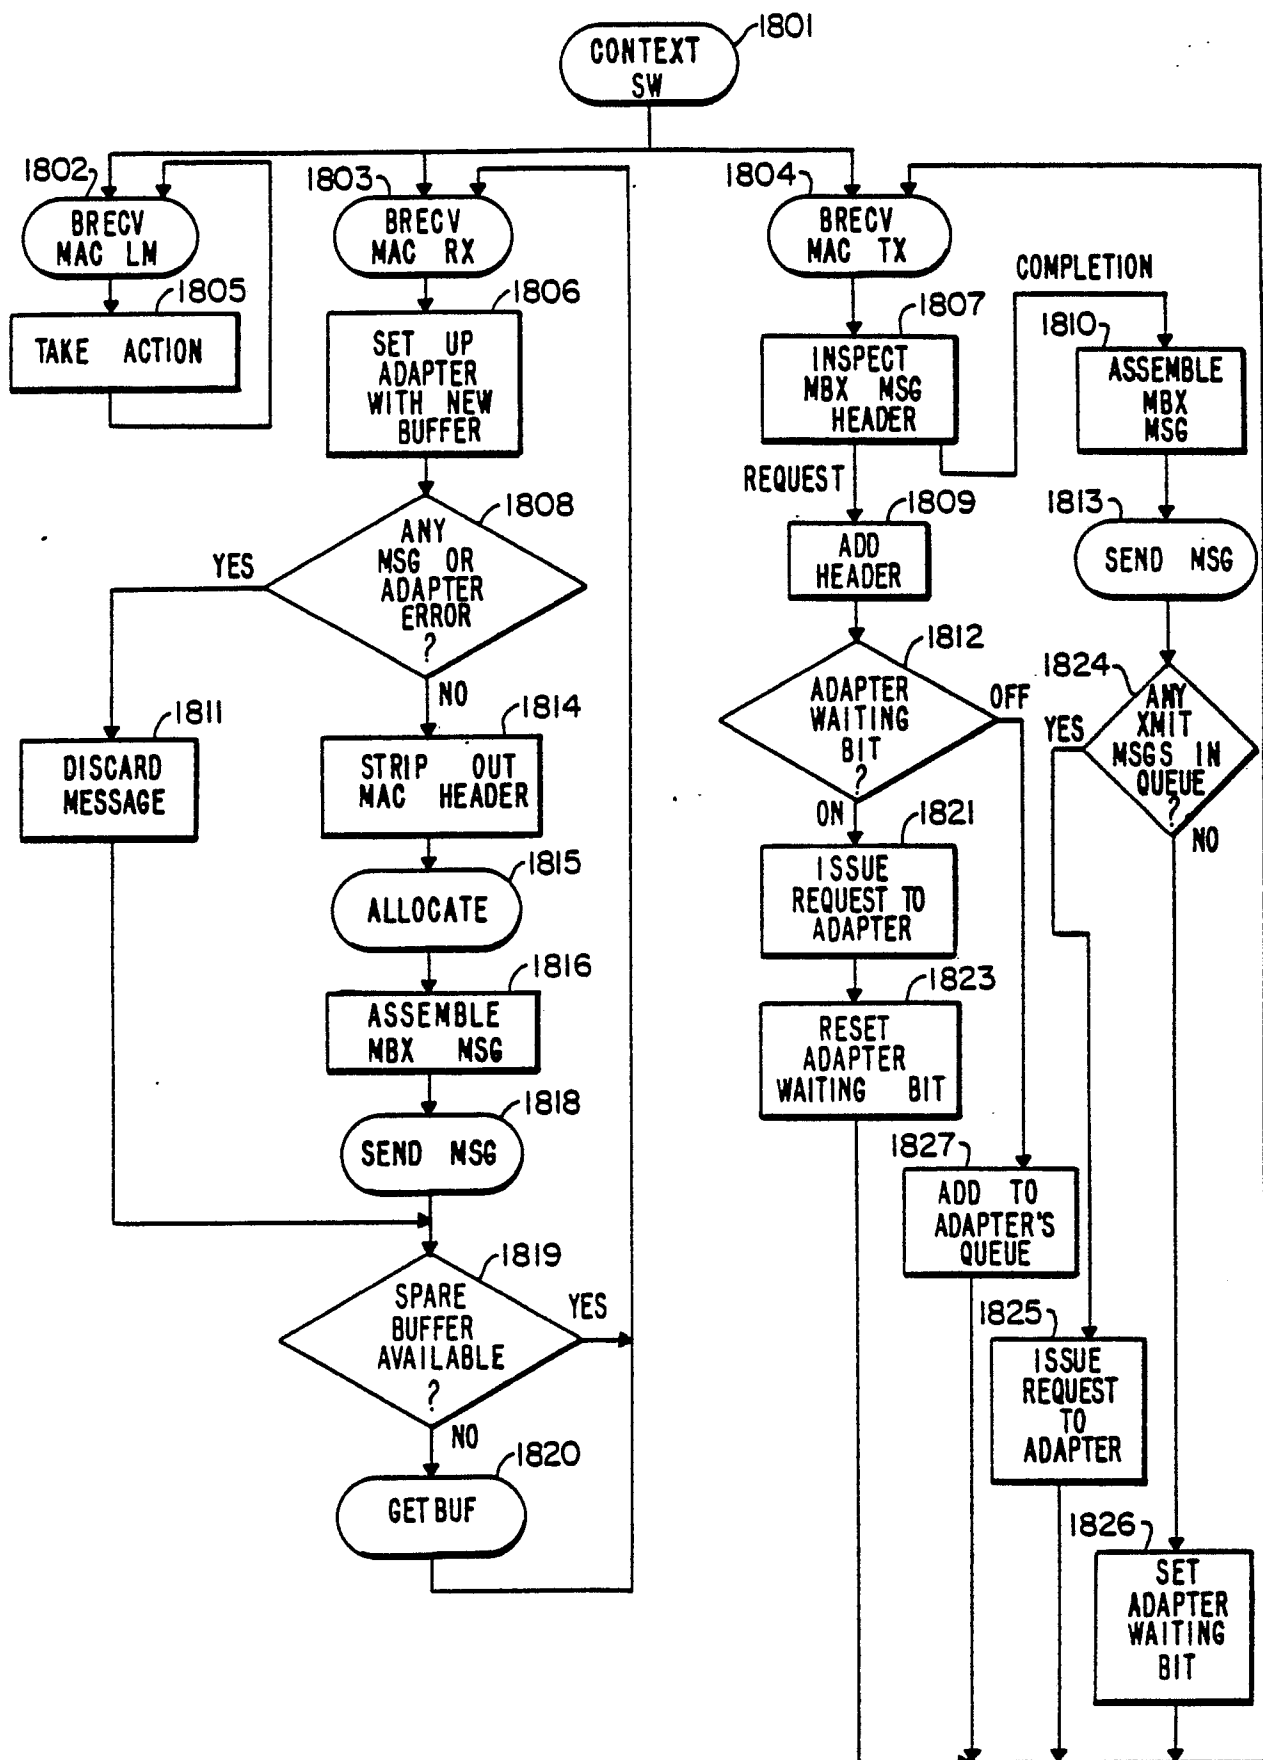 1801
CONTEXT
SW
1802
BRECV
MAC LM
1805
TAKE ACTION
1803
BRECV
MAC RX
1806
SET UP
ADAPTER
WITH NEW
BUFFER
1808
ANY
MSG OR
ADAPTER
ERROR
?
YES
NO
1811
DISCARD
MESSAGE
1814
STRIP OUT
MAC HEADER
1815
ALLOCATE
1816
ASSEMBLE
MBX MSG
1818
SEND MSG
1819
SPARE
BUFFER
AVAILABLE
?
YES
NO
1820
GETBUF
1804
BRECV
MAC TX
1807
INSPECT
MBX MSG
HEADER
COMPLETION
REQUEST
1809
ADD
HEADER
1812
ADAPTER
WAITING
BIT
?
OFF
ON
1821
ISSUE
REQUEST TO
ADAPTER
1823
RESET
ADAPTER
WAITING BIT
1827
ADD TO
ADAPTER'S
QUEUE
1810
ASSEMBLE
MBX
MSG
1813
SEND MSG
1824
ANY
XMIT
MSGS IN
QUEUE
?
YES
NO
1825
ISSUE
REQUEST
TO
ADAPTER
1826
SET
ADAPTER
WAITING
BIT